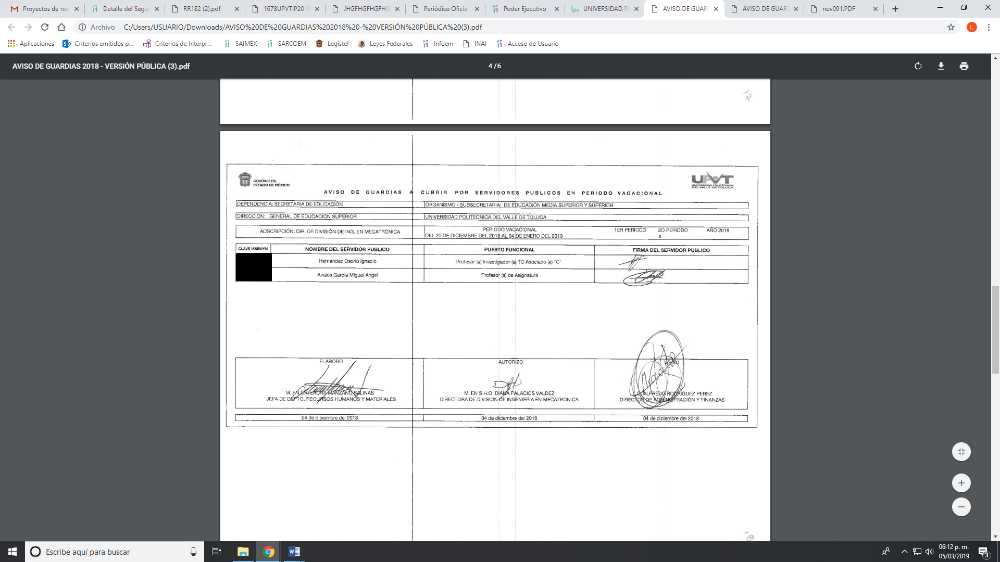 Proyectos de res
Detalle del Segui
RR182 (2).pdf
1678UPVTIP2018
JHGFHGFHGFHG
Periódico Oficial
Poder Ejecutivo
UNIVERSIDAD PO
AVISO DE GUAR
AVISO DE GUAR
nov091.PDF
Archivo
C:/Users/USUARIO/Downloads/AVISO%20DE%20GUARDIAS%202018%20-%20VERSIÓN%20PÚBLICA%20(3).pdf
L
Aplicaciones
Criterios emitidos p...
Criterios de Interpr...
SAIMEX
SARCOEM
Legistel
Leyes Federales
Infoem
INAI
Acceso de Usuario
AVISO DE GUARDIAS 2018 - VERSIÓN PÚBLICA (3).pdf
4 / 6
GOBIERNO DEL
ESTADO DE MÉXICO
UPVT
UNIVERSIDAD POLITÉCNICA
DEL VALLE DE TOLUCA
AVISO DE GUARDIAS A CUBRIR POR SERVIDORES PUBLICOS EN PERIODO VACACIONAL
DEPENDENCIA: SECRETARIA DE EDUCACIÓN
ORGANISMO / SUBSECRETARIA: DE EDUCACIÓN MEDIA SUPERIOR Y SUPERIOR
DIRECCION: GENERAL DE EDUCACIÓN SUPERIOR
UNIVERSIDAD POLITECNICA DEL VALLE DE TOLUCA
ADSCRIPCIÓN: DIR. DE DIVISIÓN DE ING. EN MECATRÓNICA
PERIODO VACACIONAL
DEL 20 DE DICIEMBRE DEL 2018 AL 04 DE ENERO DEL 2019
1ER PERIODO
2O PERIODO
X
AÑO 2018
CLAVE ISSEMYM
NOMBRE DEL SERVIDOR PUBLICO
PUESTO FUNCIONAL
FIRMA DEL SERVIDOR PUBLICO
Hernández Osorio Ignacio
Profesor (a) Investigador (a) TC Asociado (a) "C"
Avalos García Miguel Angel
Profesor (a) de Asignatura
ELABORO
AUTORIZO
VO.BO.
M. EN CR. LAURA MANZANO SALINAS
JEFA DE DEPTO. RECURSOS HUMANOS Y MATERIALES
M. EN S.H.O. DIANA PALACIOS VALDEZ
DIRECTORA DE DIVISION DE INGENIERIA EN MECATRONICA
ALFREDO RODRÍGUEZ PÉREZ
DIRECTOR DE ADMINISTRACIÓN Y FINANZAS
04 de diciembre del 2018
04 de diciembre del 2018
04 de diciembre del 2018
Escribe aquí para buscar
06:12 p. m.
05/03/2019
3